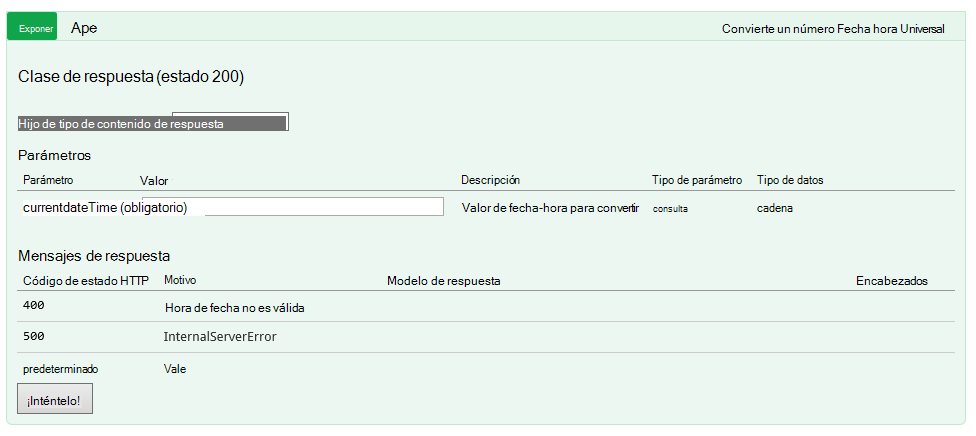 Exponer Ape Convierte un número Fecha hora Universal
Clase de respuesta (estado 200)
Hijo de tipo de contenido de respuesta
Parámetros
Parámetro Valor Descripción Tipo de parámetro Tipo de datos
currentdateTime (obligatorio) Valor de fecha-hora para convertir consulta cadena
Mensajes de respuesta
Código de estado HTTP Motivo Modelo de respuesta Encabezados
400 Hora de fecha no es válida
500 InternalServerError
predeterminado Vale
¡Inténtelo!